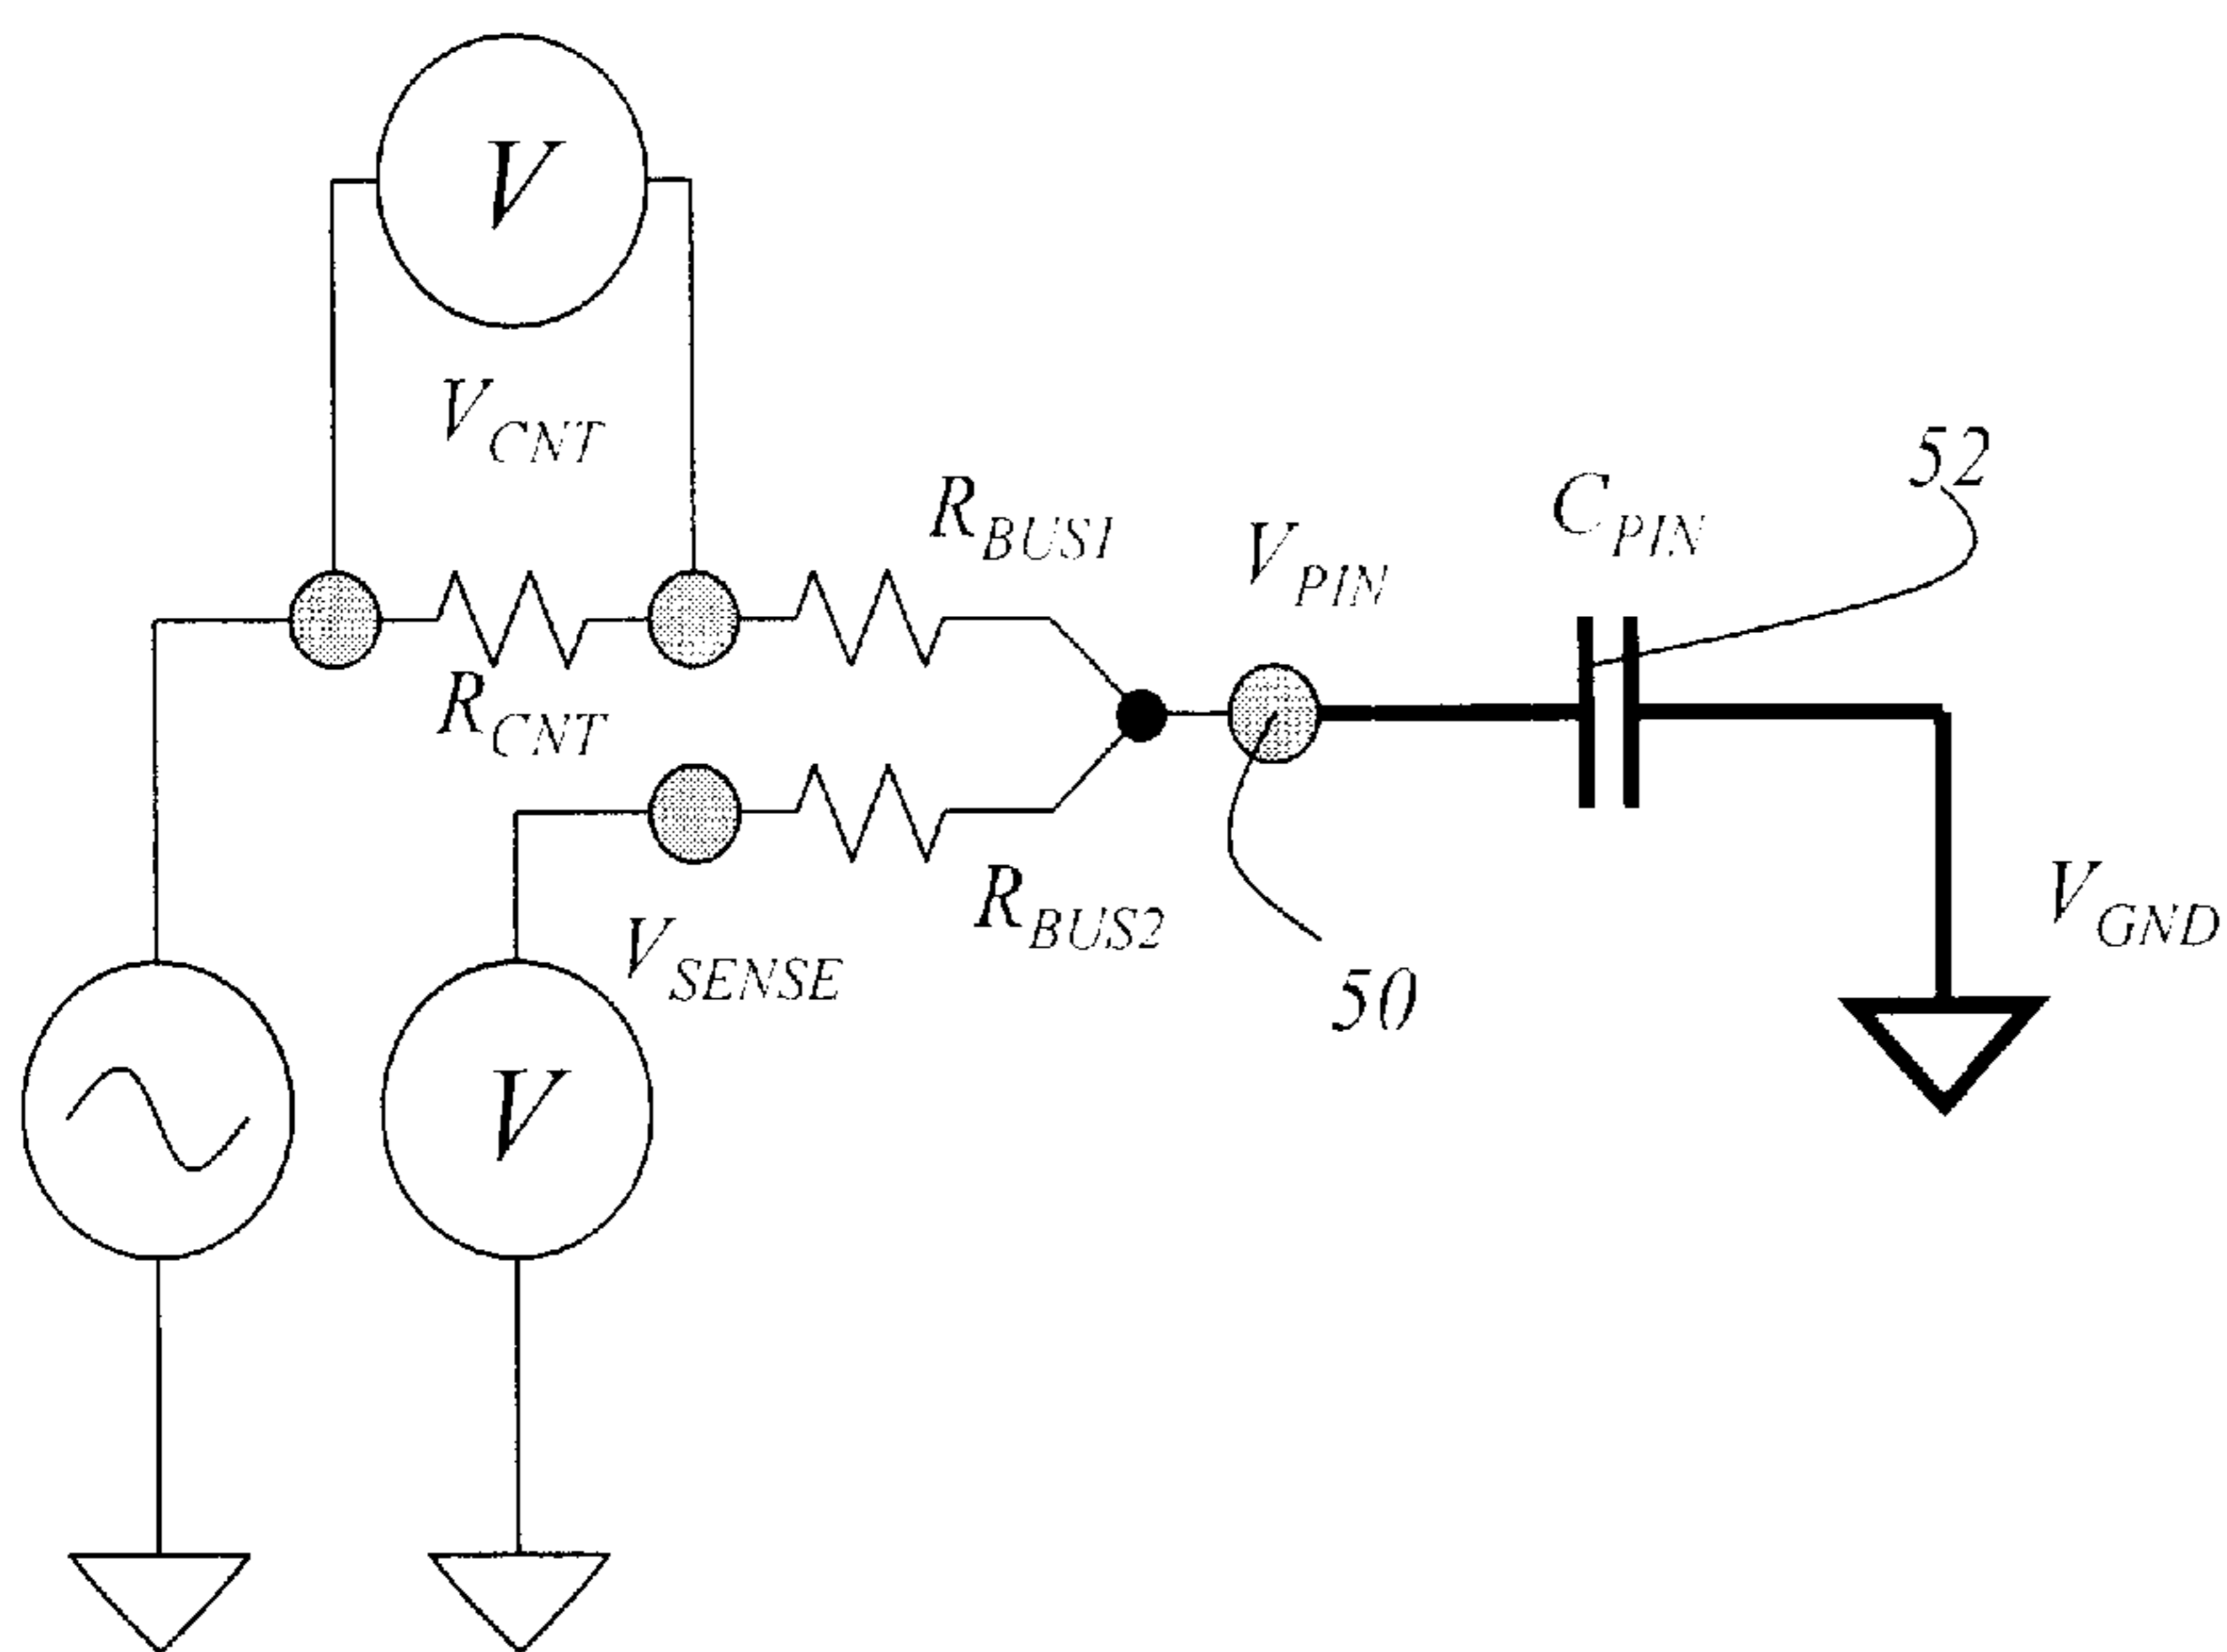 V
V_CNT
52
R_BUS1
C_PIN
V_PIN
R_CNT
R_BUS2
V_GND
V_SENSE
50
V